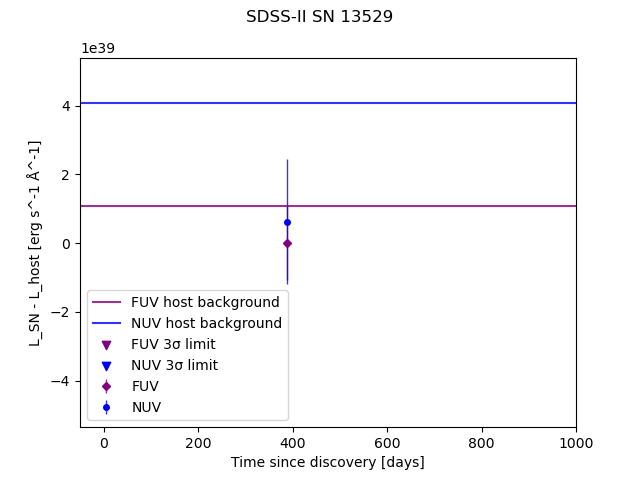 SDSS-II SN 13529
1e39
L_SN - L_host [erg s^-1 Å^-1]
4
2
0
−2
−4
FUV host background
NUV host background
FUV 3σ limit
NUV 3σ limit
FUV
NUV
0 200 400 600 800 1000
Time since discovery [days]